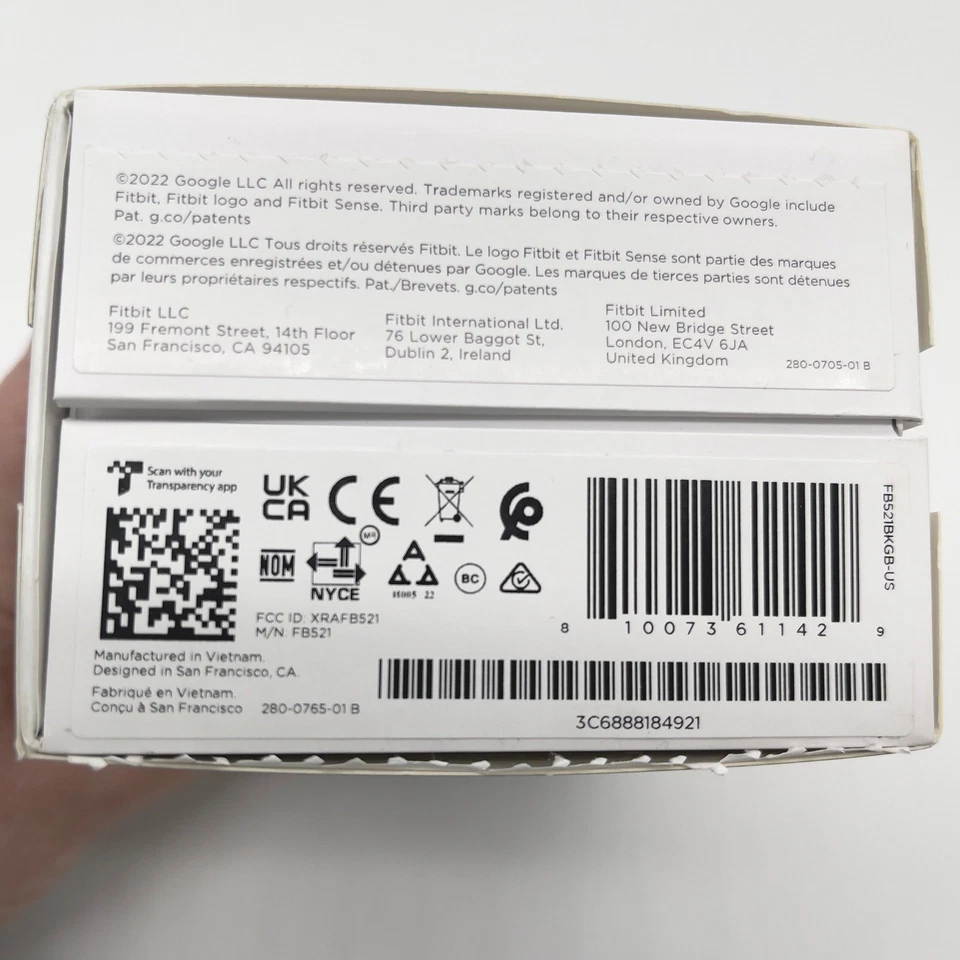 ©2022 Google LLC All rights reserved. Trademarks registered and/or owned by Google include
Fitbit, Fitbit logo and Fitbit Sense. Third party marks belong to their respective owners.
Pat. g.co/patents
©2022 Google LLC Tous droits réservés Fitbit. Le logo Fitbit et Fitbit Sense sont partie des marques
de commerces enregistrées et/ou détenues par Google. Les marques de tierces parties sont détenues
par leurs propriétaires respectifs. Pat./Brevets. g.co/patents
Fitbit LLC
199 Fremont Street, 14th Floor
San Francisco, CA 94105
Fitbit International Ltd.
76 Lower Baggot St,
Dublin 2, Ireland
Fitbit Limited
100 New Bridge Street
London, EC4V 6JA
United Kingdom
280-0705-01 B
Scan with your
Transparency app
UK
CA
CE
NOM
NYCE
MR
A
BC
FCC ID: XRAFB521
M/N: FB521
Manufactured in Vietnam.
Designed in San Francisco, CA.
Fabriqué en Vietnam.
Conçu à San Francisco
280-0765-01 B
8 10073 61142 9
FB521BKGB-US
3C6888184921